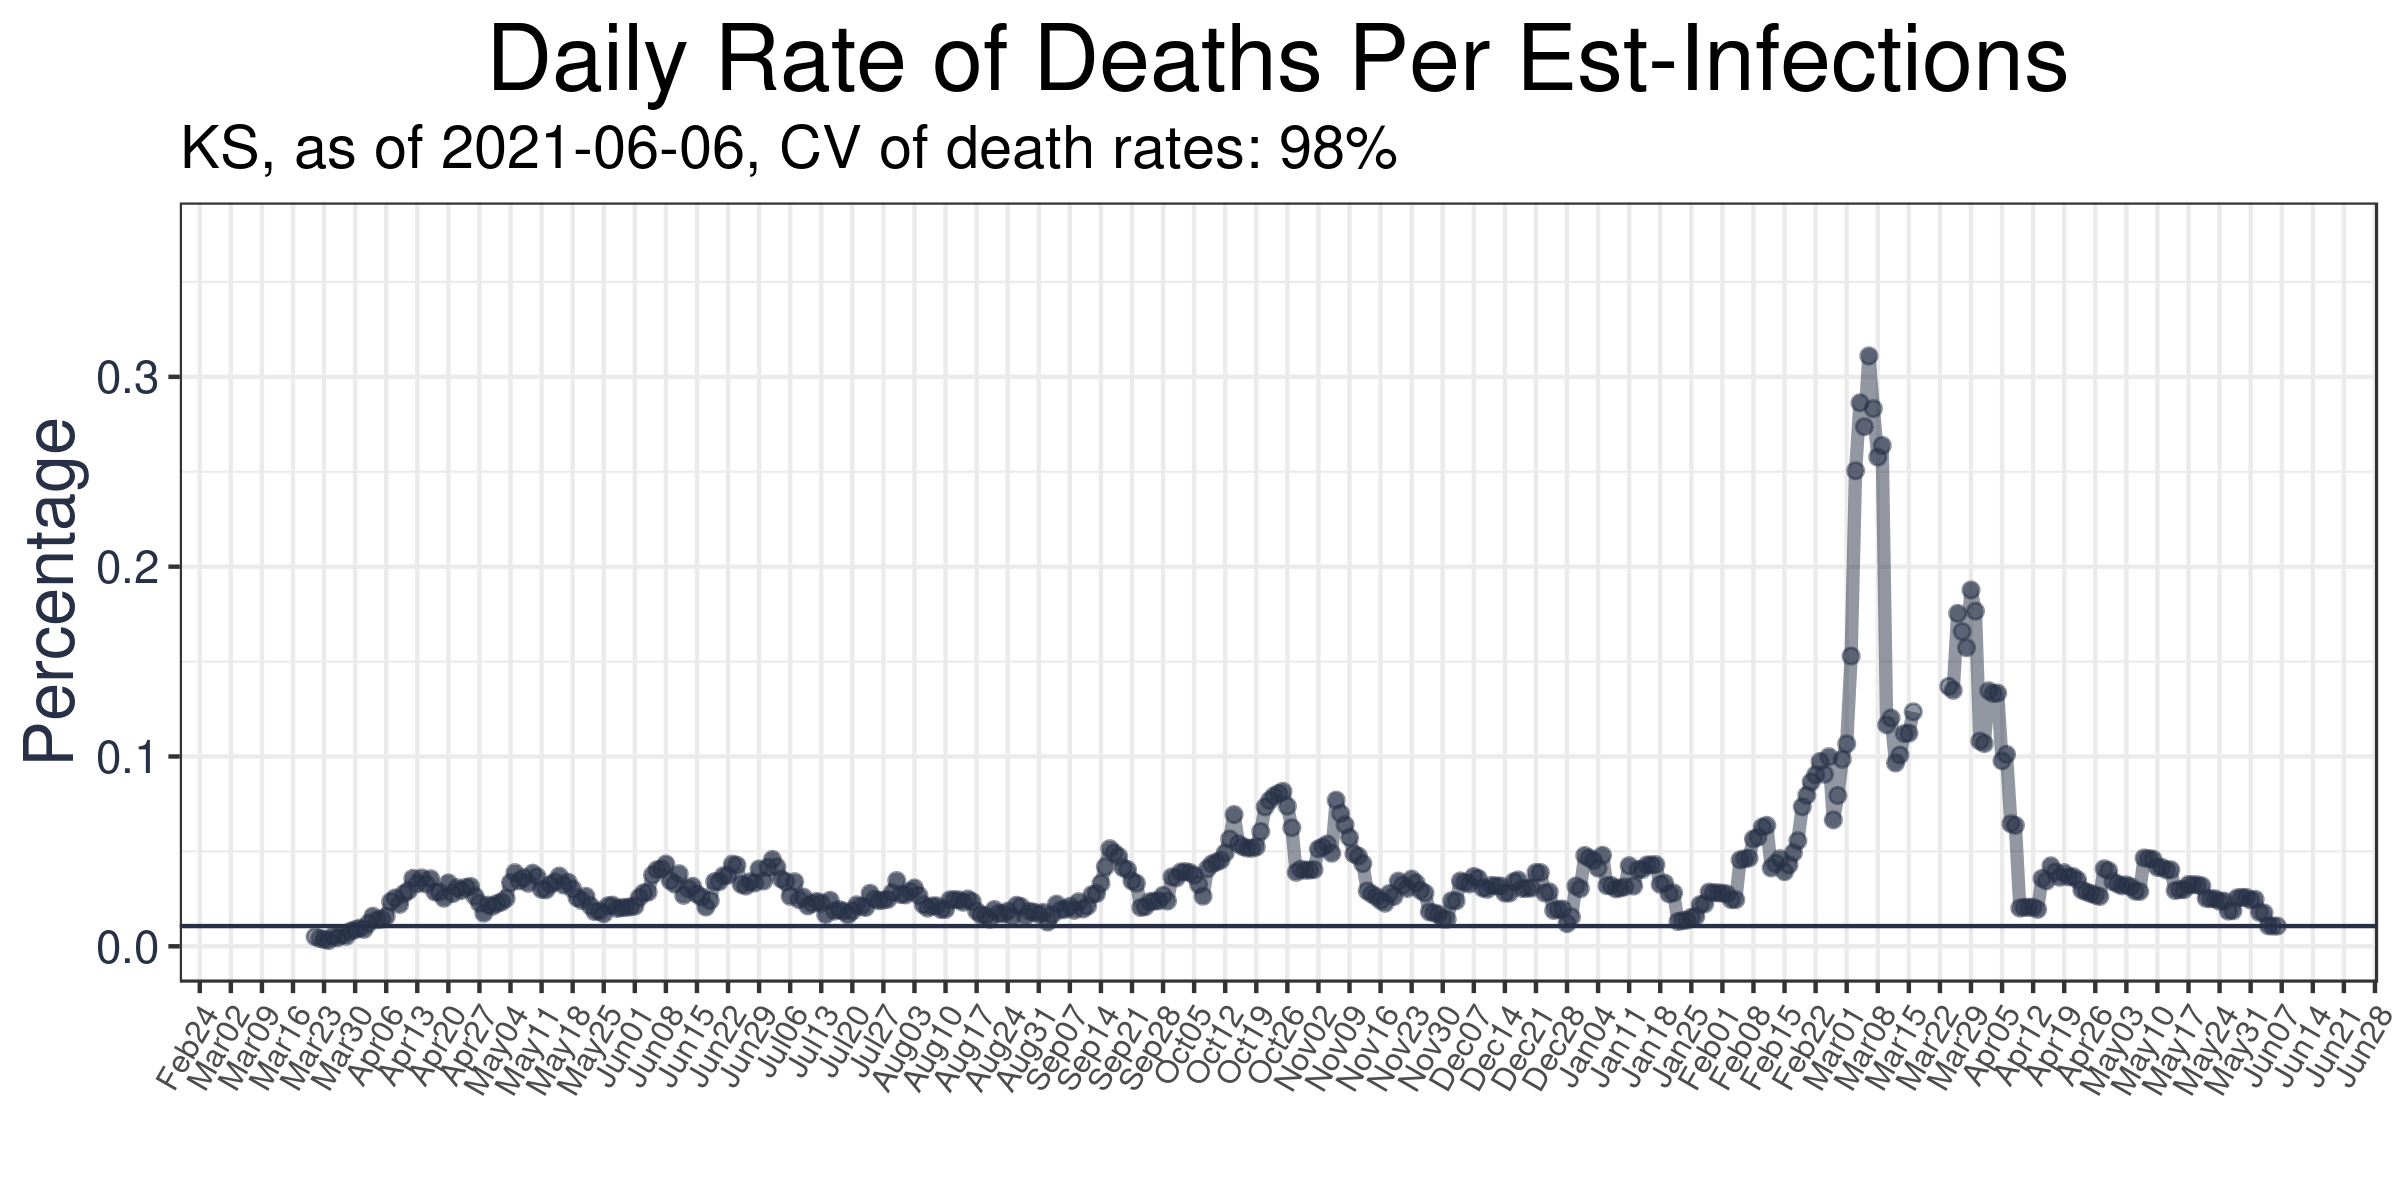 Daily Rate of Deaths Per Est-Infections
KS, as of 2021-06-06, CV of death rates: 98%
Percentage
0.3
0.2
0.1
0.0
Feb24
Mar02
Mar09
Mar16
Mar23
Mar30
Apr06
Apr13
Apr20
Apr27
May04
May11
May18
May25
Jun01
Jun08
Jun15
Jun22
Jun29
Jul06
Jul13
Jul20
Jul27
Aug03
Aug10
Aug17
Aug24
Aug31
Sep07
Sep14
Sep21
Sep28
Oct05
Oct12
Oct19
Oct26
Nov02
Nov09
Nov16
Nov23
Nov30
Dec07
Dec14
Dec21
Dec28
Jan04
Jan11
Jan18
Jan25
Feb01
Feb08
Feb15
Feb22
Mar01
Mar08
Mar15
Mar22
Mar29
Apr05
Apr12
Apr19
Apr26
May03
May10
May17
May24
May31
Jun07
Jun14
Jun21
Jun28